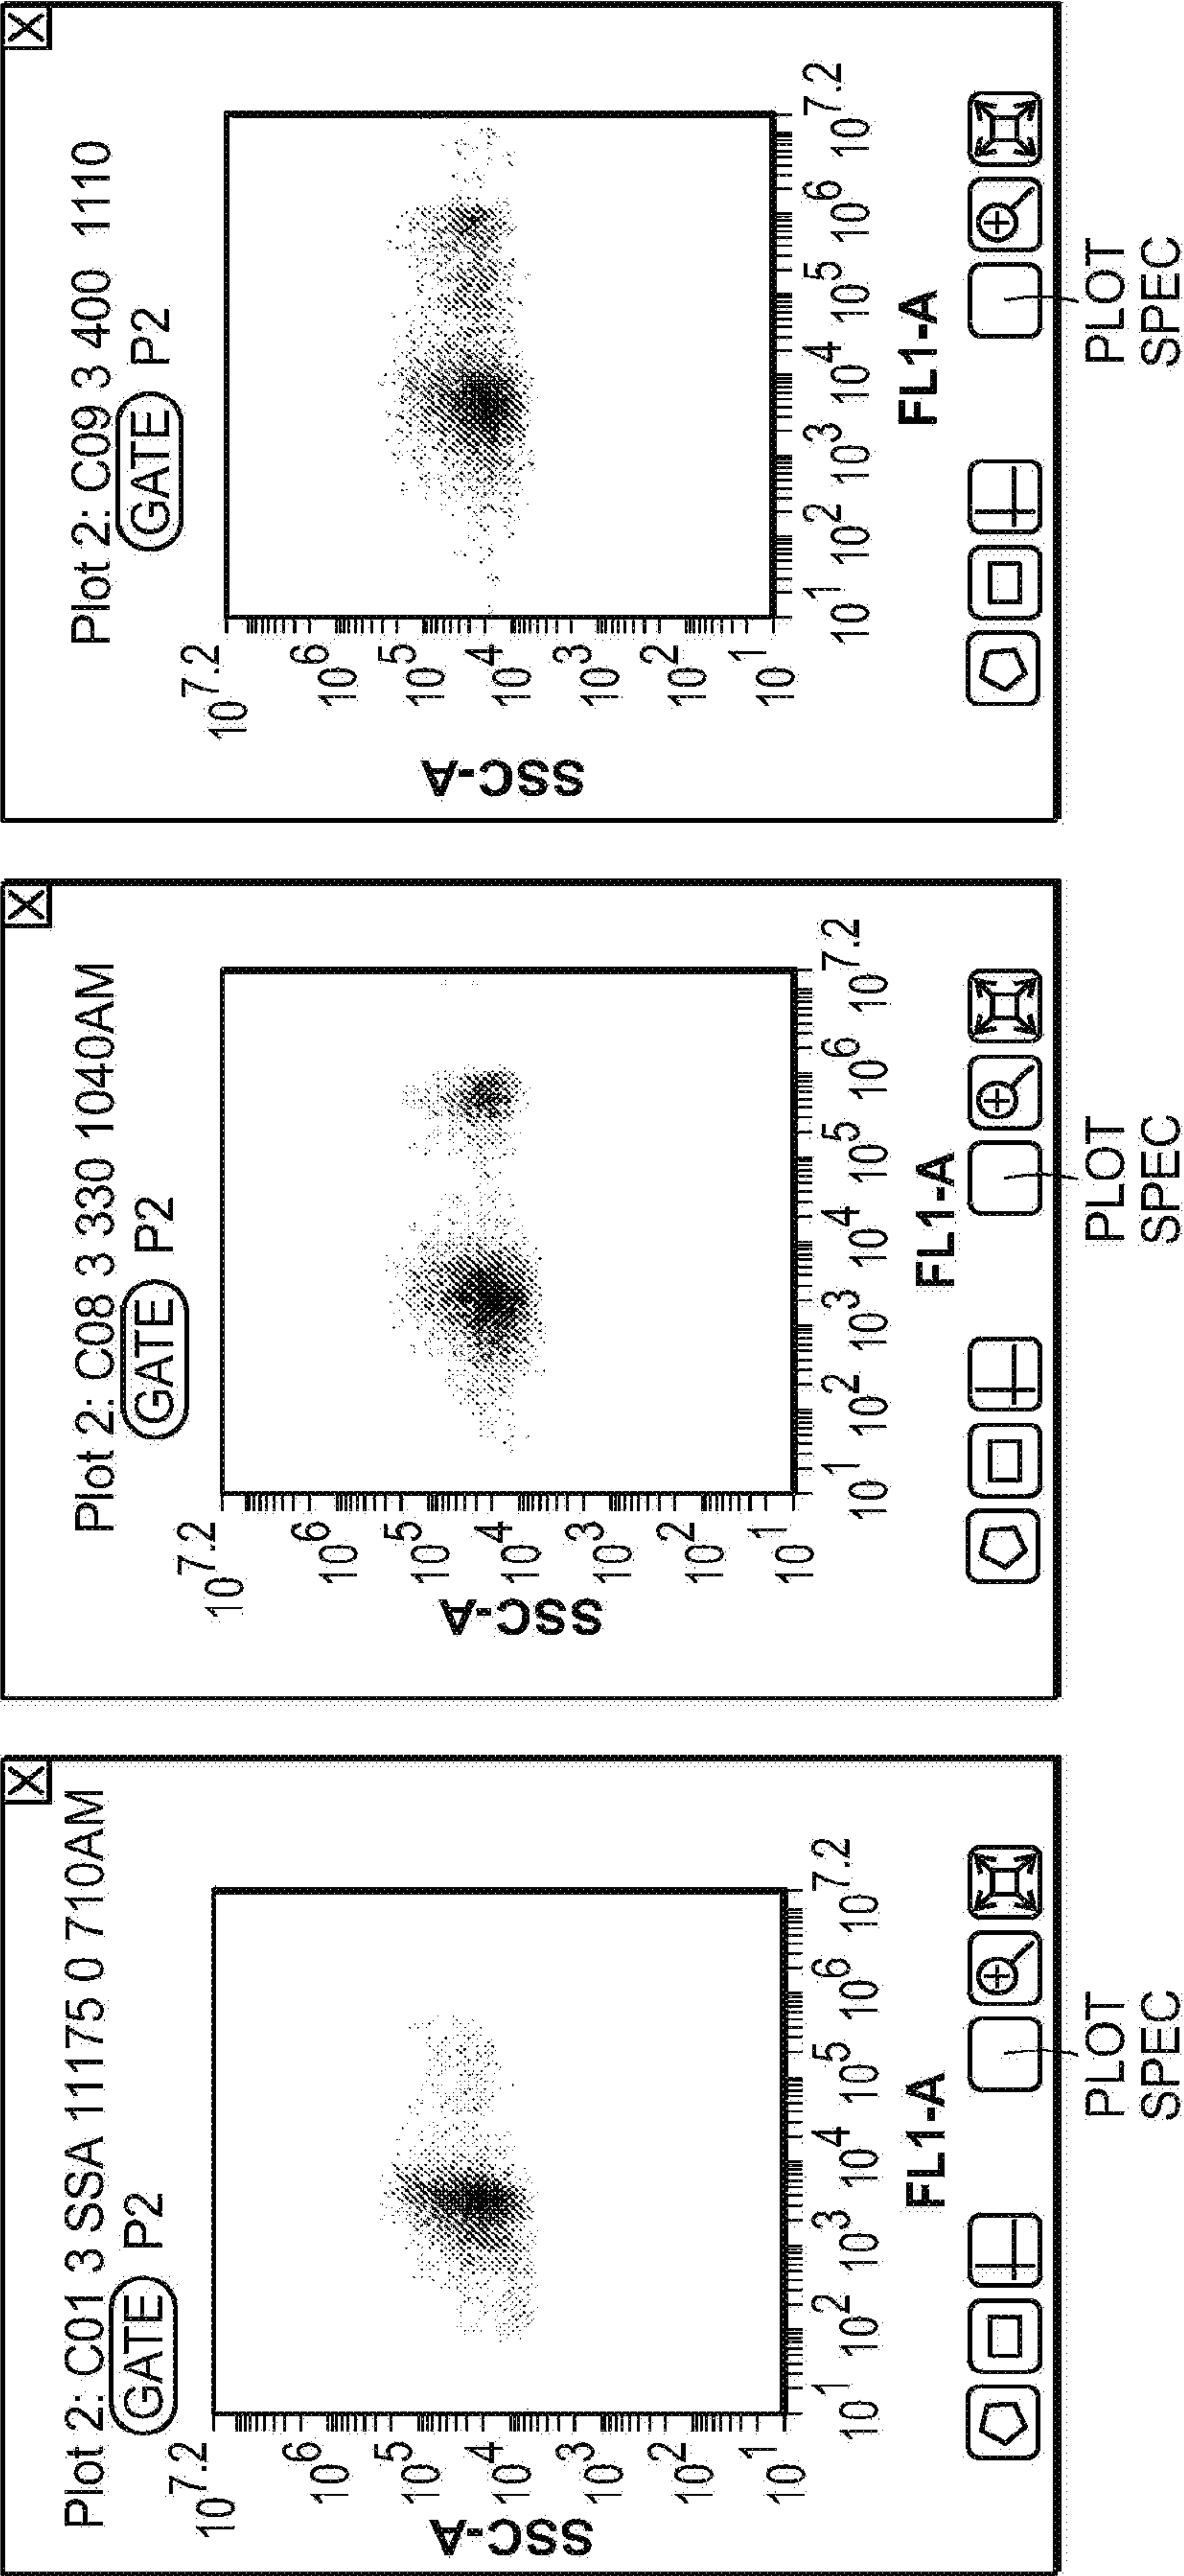 Plot 2: C01 3 SSA 11175 0 710AM
X
GATE P2
SSC-A
10^7.2
10^6
10^5
10^4
10^3
10^2
10^1
10^1 10^2 10^3 10^4 10^5 10^6 10^7.2
FL1-A
PLOT
SPEC
Plot 2: C08 3 330 1040AM
X
GATE P2
SSC-A
10^7.2
10^6
10^5
10^4
10^3
10^2
10^1
10^1 10^2 10^3 10^4 10^5 10^6 10^7.2
FL1-A
PLOT
SPEC
Plot 2: C09 3 400 1110
X
GATE P2
SSC-A
10^7.2
10^6
10^5
10^4
10^3
10^2
10^1
10^1 10^2 10^3 10^4 10^5 10^6 10^7.2
FL1-A
PLOT
SPEC